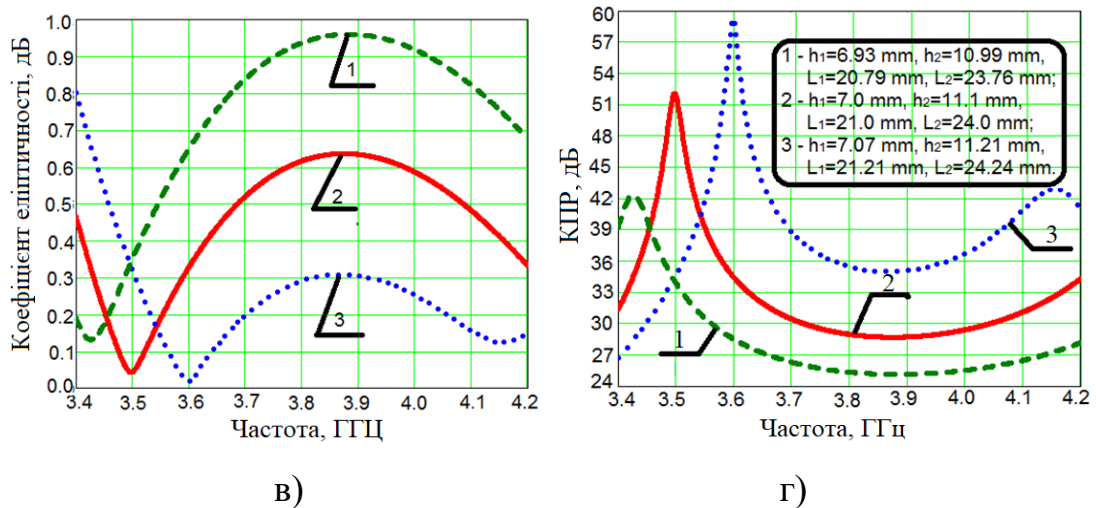 Коефіцієнт еліптичності, дБ
1.0
0.9
0.8
0.7
0.6
0.5
0.4
0.3
0.2
0.1
0.0
3.4 3.5 3.6 3.7 3.8 3.9 4.0 4.1 4.2
Частота, ГГЦ
1
2
3
в)
КПР, дБ
60
57
54
51
48
45
42
39
36
33
30
27
24
3.4 3.5 3.6 3.7 3.8 3.9 4.0 4.1 4.2
Частота, ГГц
1 - h₁=6.93 mm, h₂=10.99 mm,
L₁=20.79 mm, L₂=23.76 mm;
2 - h₁=7.0 mm, h₂=11.1 mm,
L₁=21.0 mm, L₂=24.0 mm;
3 - h₁=7.07 mm, h₂=11.21 mm,
L₁=21.21 mm, L₂=24.24 mm.
3
2
1
г)